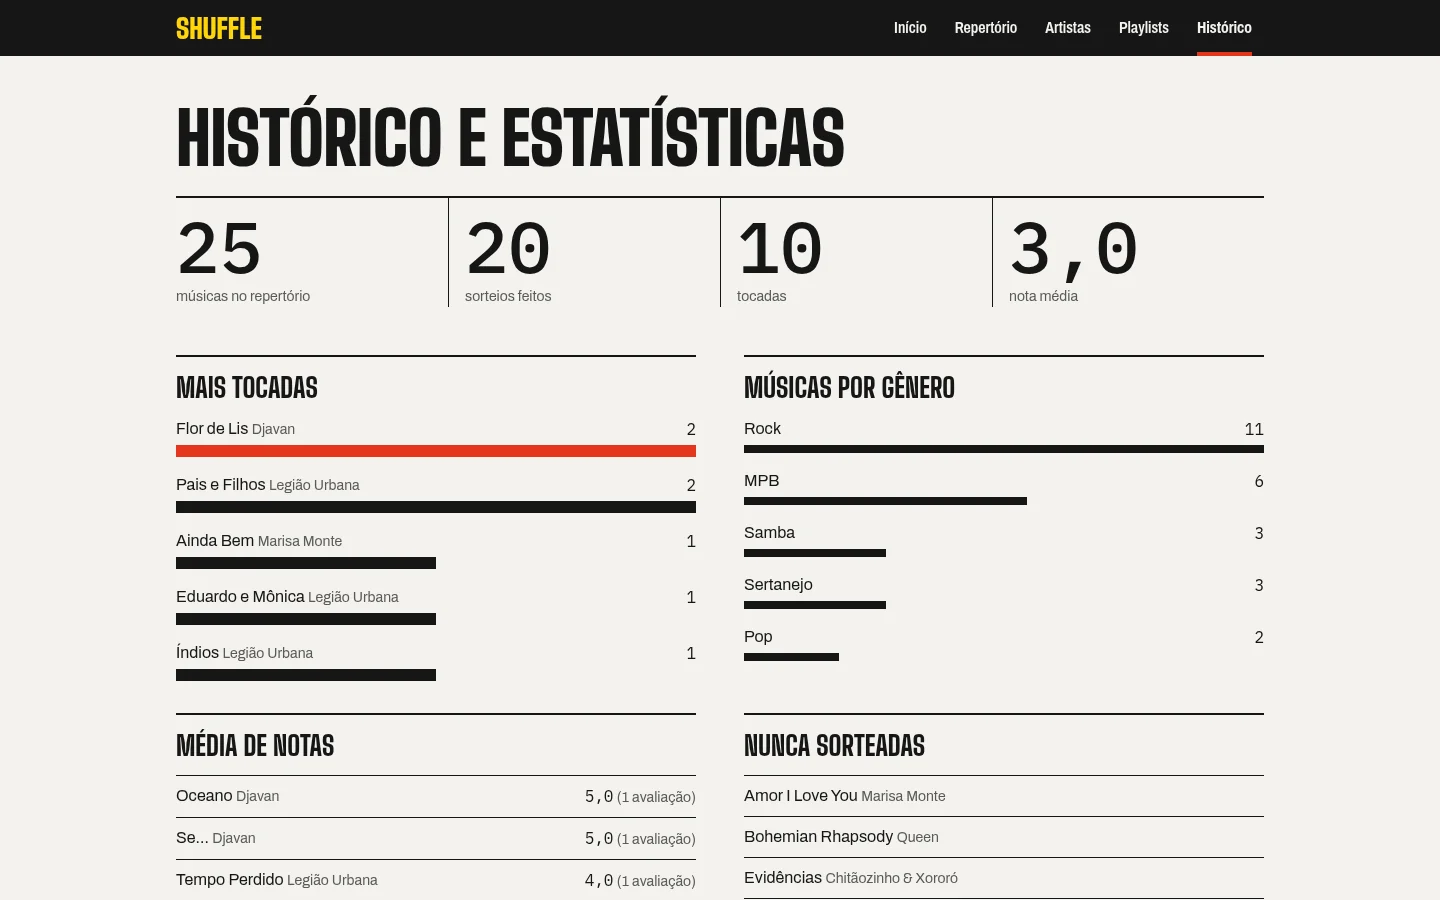 SHUFFLE
Início Repertório Artistas Playlists Histórico
HISTÓRICO E ESTATÍSTICAS
25
músicas no repertório
20
sorteios feitos
10
tocadas
3,0
nota média
MAIS TOCADAS
Flor de Lis Djavan 2
Pais e Filhos Legião Urbana 2
Ainda Bem Marisa Monte 1
Eduardo e Mônica Legião Urbana 1
Índios Legião Urbana 1
MÚSICAS POR GÊNERO
Rock 11
MPB 6
Samba 3
Sertanejo 3
Pop 2
MÉDIA DE NOTAS
Oceano Djavan 5,0 (1 avaliação)
Se... Djavan 5,0 (1 avaliação)
Tempo Perdido Legião Urbana 4,0 (1 avaliação)
NUNCA SORTEADAS
Amor I Love You Marisa Monte
Bohemian Rhapsody Queen
Evidências Chitãozinho & Xororó